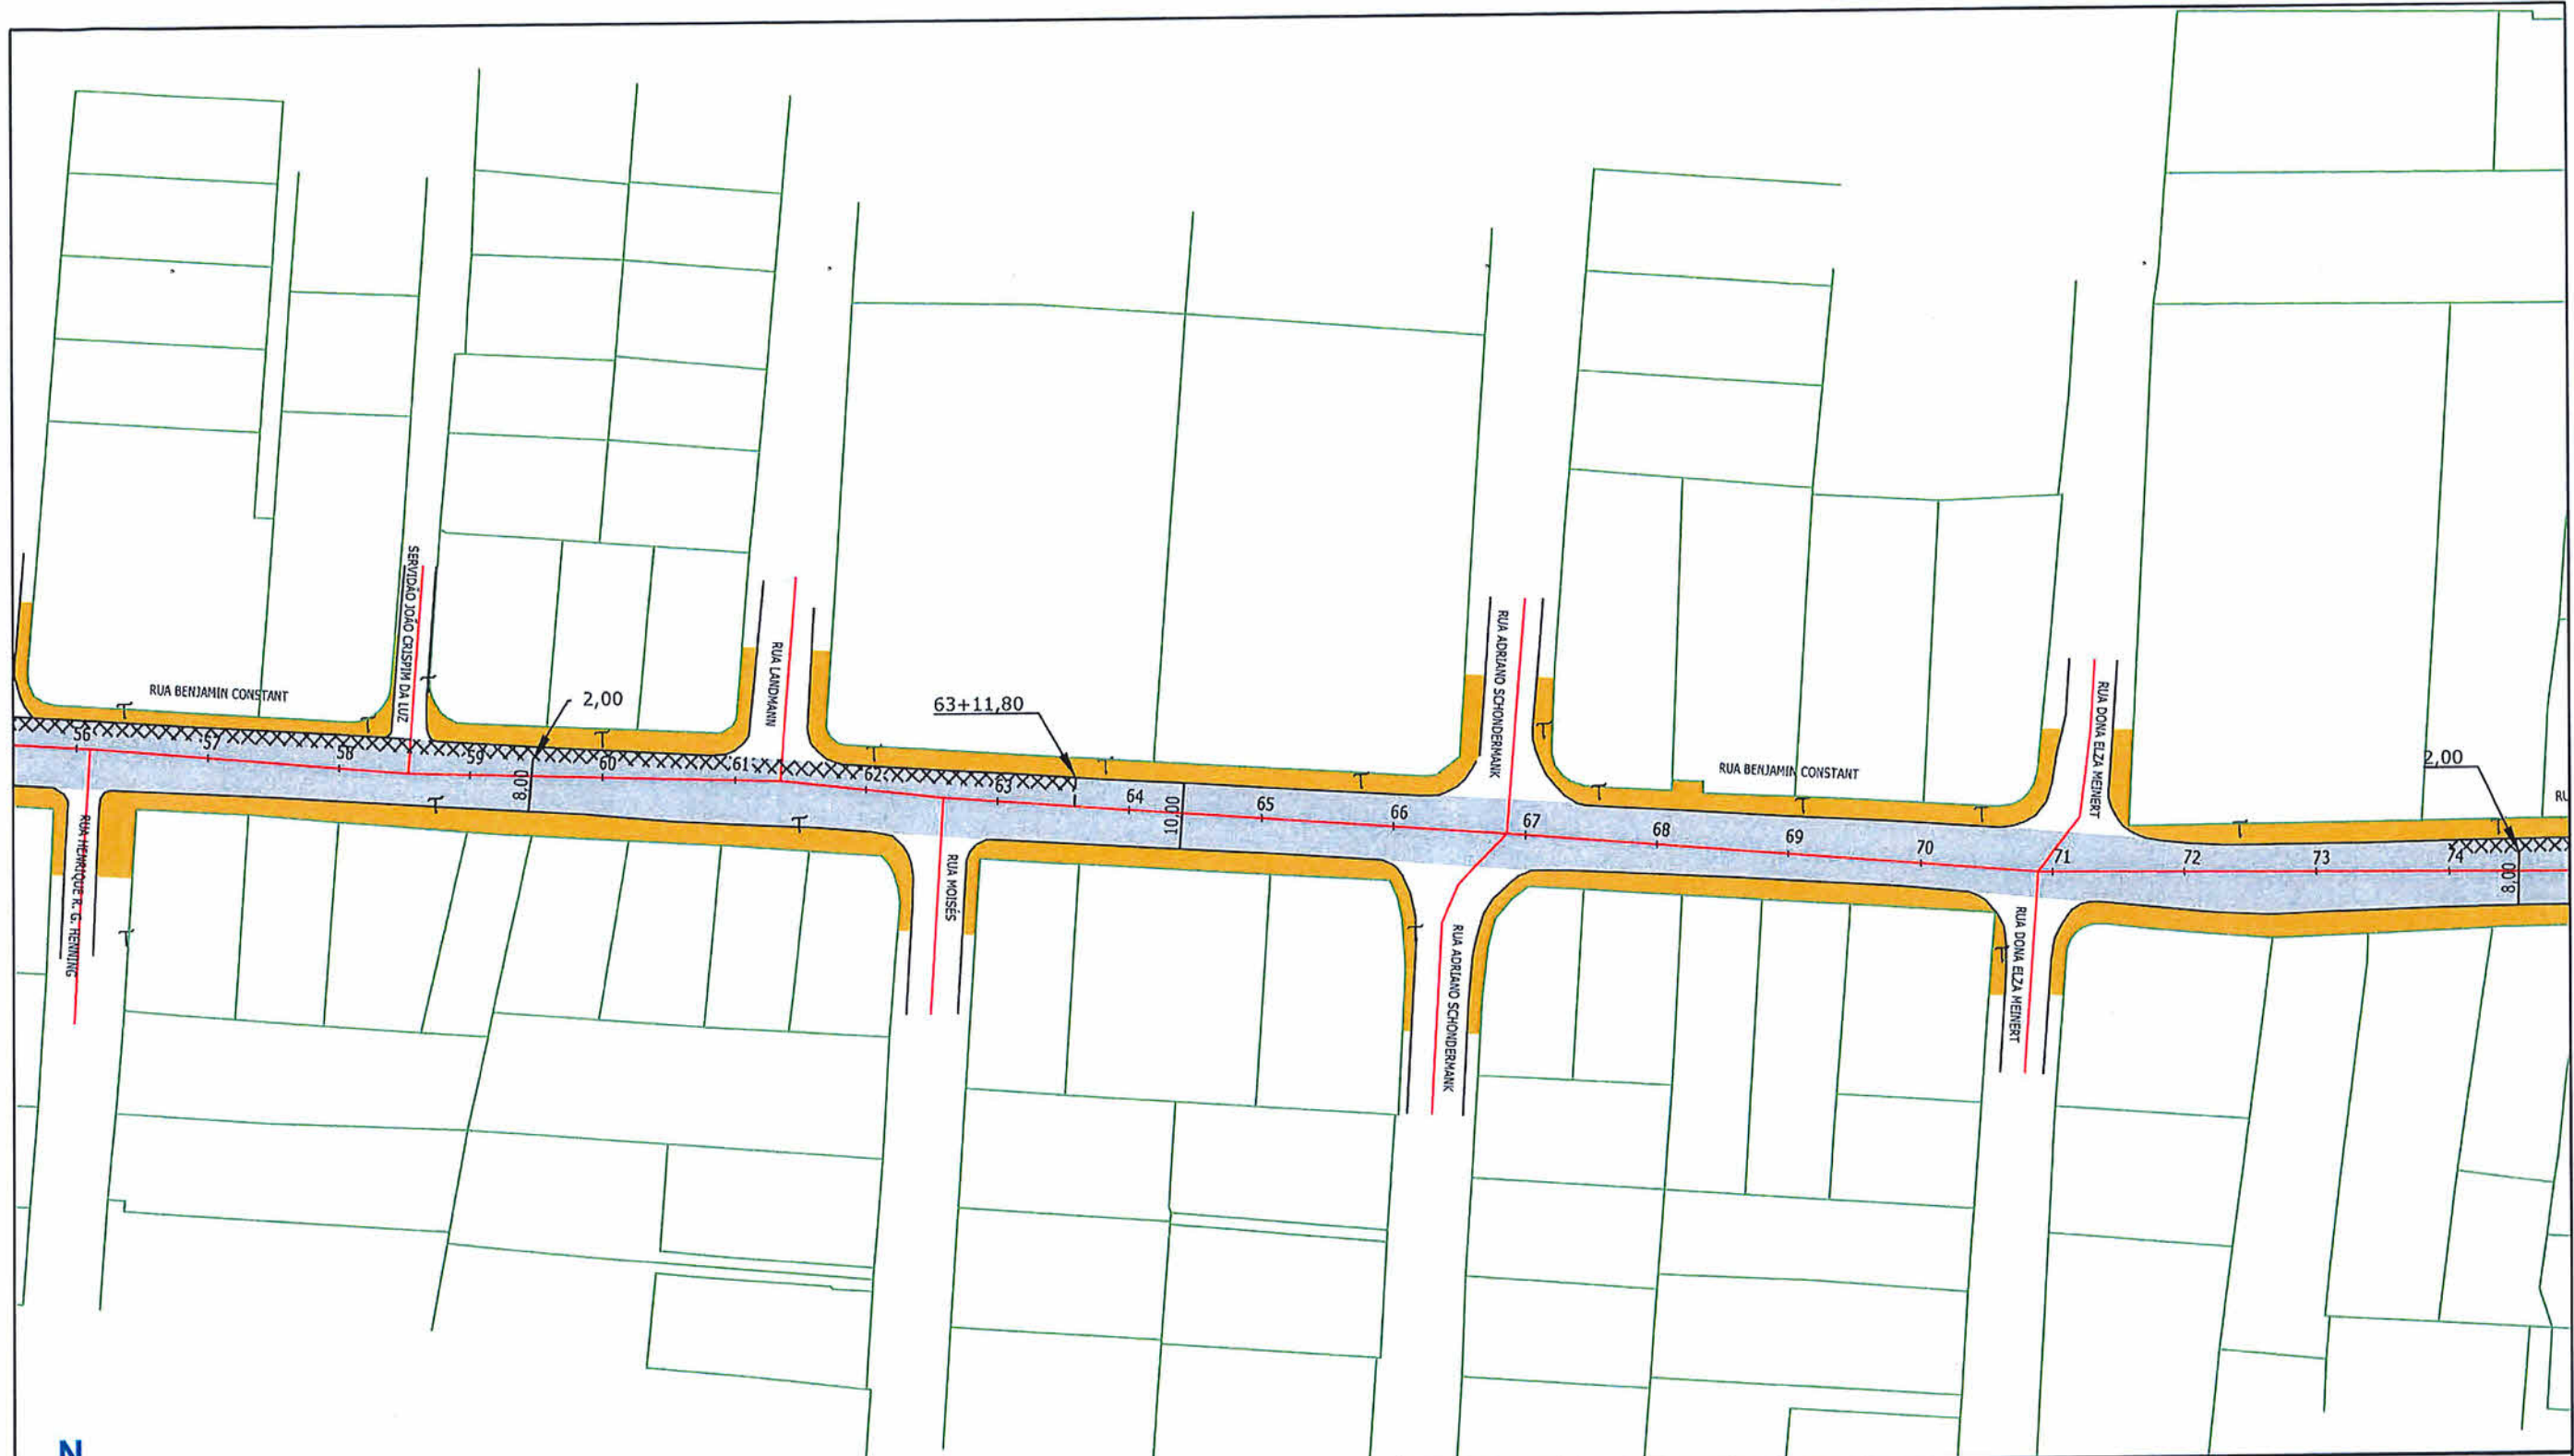 SERVIDÃO JOÃO CRISPIM DA LUZ
RUA LANDMANN
RUA ADRIANO SCHONDERMANK
RUA DONA ELZA MEINERT
RUA BENJAMIN CONSTANT
2,00
63+11,80
RUA BENJAMIN CONSTANT
2,00
RU
56
57
58
59
60
61
62
63
64
65
66
67
68
69
70
71
72
73
74
8,00
10,00
8,00
RUA HENRIQUE R. G. HENNING
RUA MOISÉS
RUA ADRIANO SCHONDERMANK
RUA DONA ELZA MEINERT
N